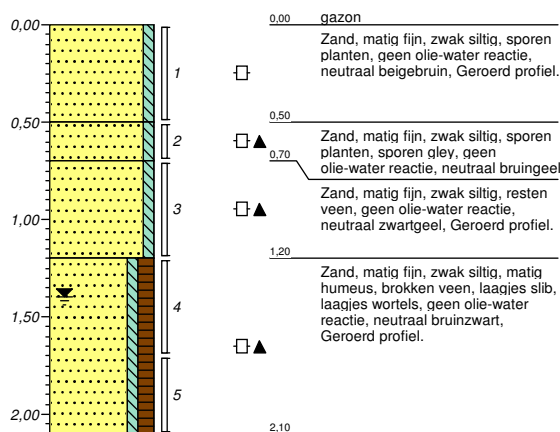 0,00
0,50
1,00
1,50
2,00
1
2
3
4
5
0,00 gazon
Zand, matig fijn, zwak siltig, sporen
planten, geen olie-water reactie,
neutraal beigebruin, Geroerd profiel.
0,50
Zand, matig fijn, zwak siltig, sporen
planten, sporen gley, geen
olie-water reactie, neutraal bruingeel
0,70
Zand, matig fijn, zwak siltig, resten
veen, geen olie-water reactie,
neutraal zwartgeel, Geroerd profiel.
1,20
Zand, matig fijn, zwak siltig, matig
humeus, brokken veen, laagjes slib,
laagjes wortels, geen olie-water
reactie, neutraal bruinzwart,
Geroerd profiel.
2,10